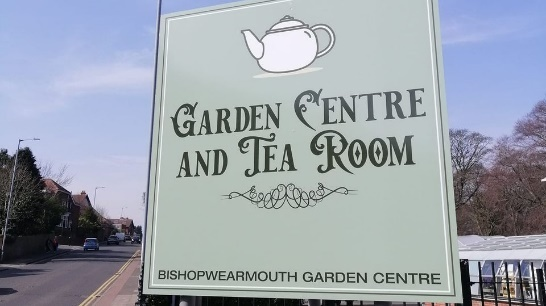 Garden Centre
and Tea Room
BISHOPWEARMOUTH GARDEN CENTRE